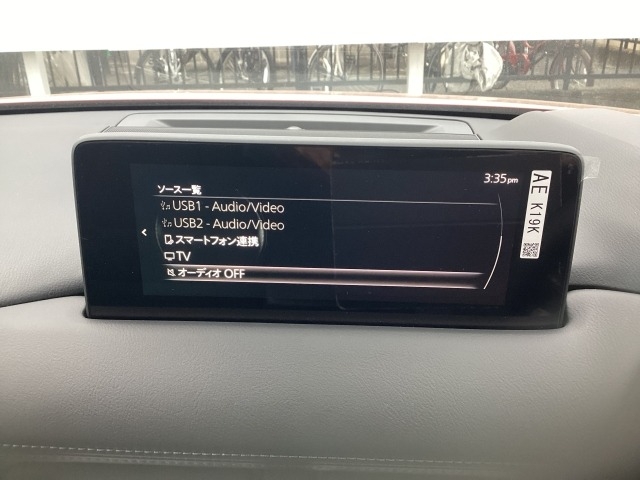 3:35pm
ソース一覧
USB1 - Audio/Video
USB2 - Audio/Video
スマートフォン連携
TV
オーディオ OFF
AE K19K